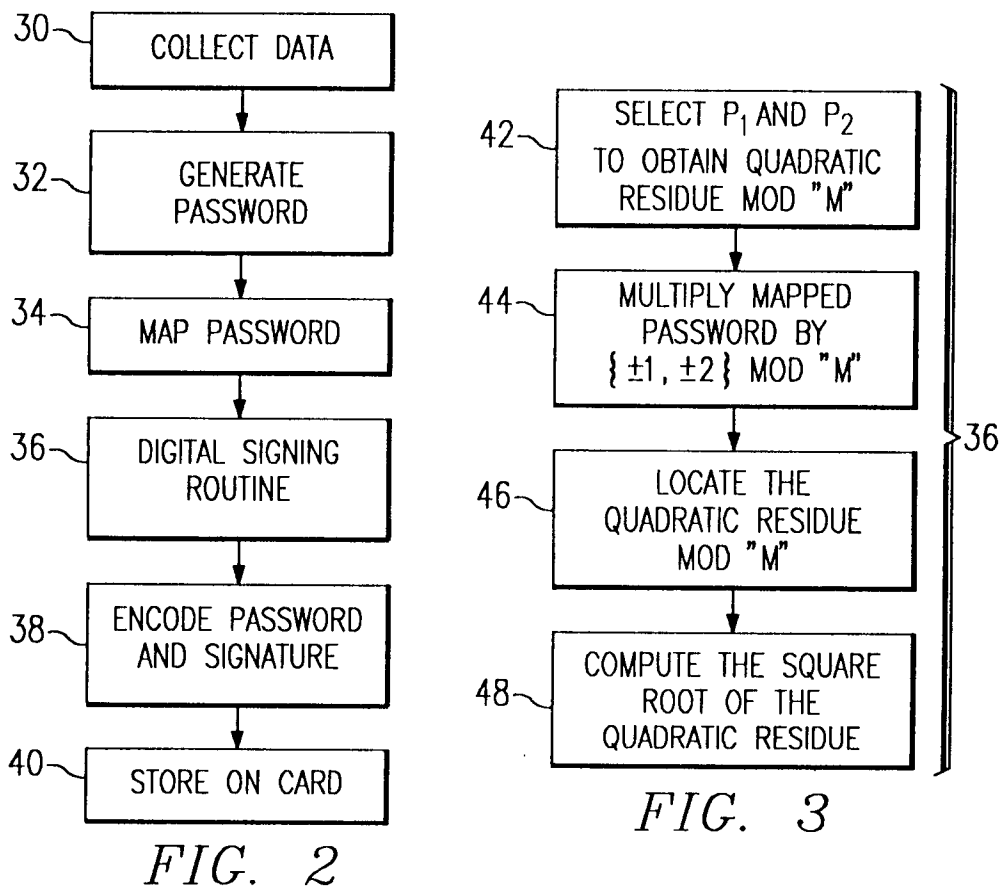 30
COLLECT DATA
32
GENERATE
PASSWORD
34
MAP PASSWORD
36
DIGITAL SIGNING
ROUTINE
38
ENCODE PASSWORD
AND SIGNATURE
40
STORE ON CARD
FIG. 2
42
SELECT P₁ AND P₂
TO OBTAIN QUADRATIC
RESIDUE MOD "M"
44
MULTIPLY MAPPED
PASSWORD BY
{ ±1, ±2 } MOD "M"
46
LOCATE THE
QUADRATIC RESIDUE
MOD "M"
48
COMPUTE THE SQUARE
ROOT OF THE
QUADRATIC RESIDUE
36
FIG. 3